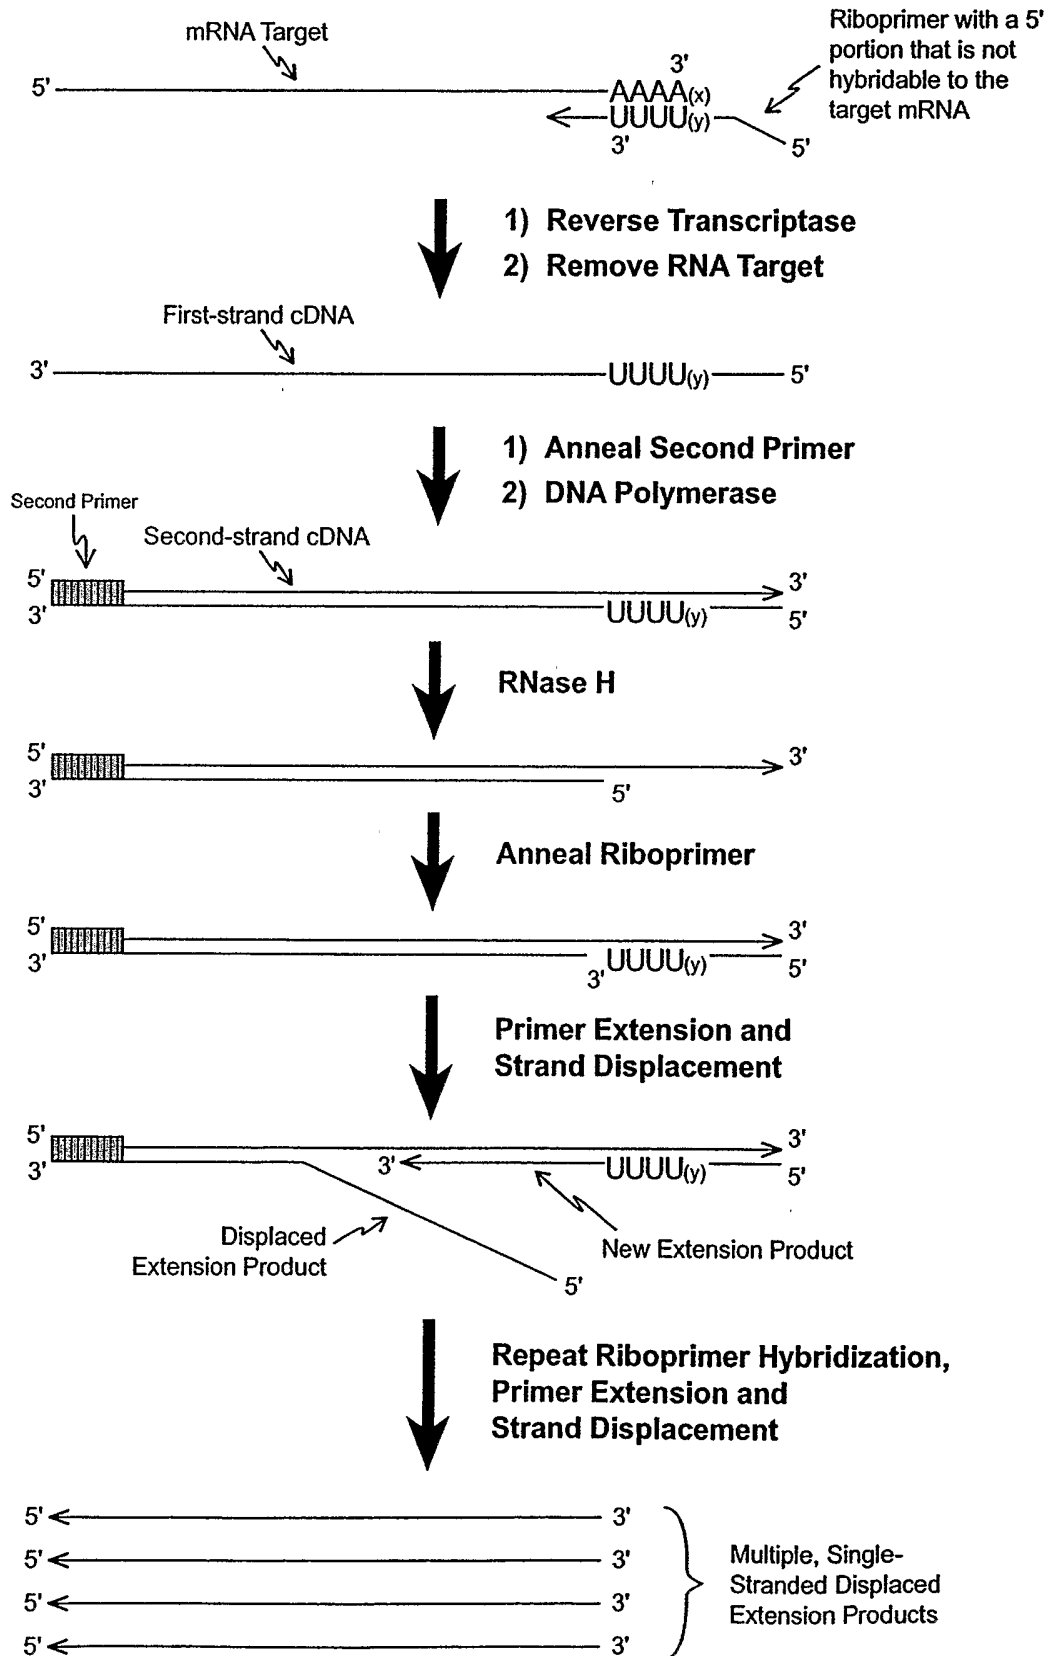 mRNA Target
Riboprimer with a 5'
portion that is not
hybridable to the
target mRNA
3'
5'
AAAA(x)
UUUU(y)
3'
5'
1) Reverse Transcriptase
2) Remove RNA Target
First-strand cDNA
3'
UUUU(y)
5'
1) Anneal Second Primer
2) DNA Polymerase
Second Primer
Second-strand cDNA
5'
3'
3'
UUUU(y)
5'
RNase H
5'
3'
3'
5'
Anneal Riboprimer
5'
3'
3'
3'
UUUU(y)
5'
Primer Extension and
Strand Displacement
5'
3'
3'
3'
UUUU(y)
5'
Displaced
Extension Product
New Extension Product
5'
Repeat Riboprimer Hybridization,
Primer Extension and
Strand Displacement
5' 3'
5' 3'
5' 3'
5' 3'
Multiple, Single-
Stranded Displaced
Extension Products